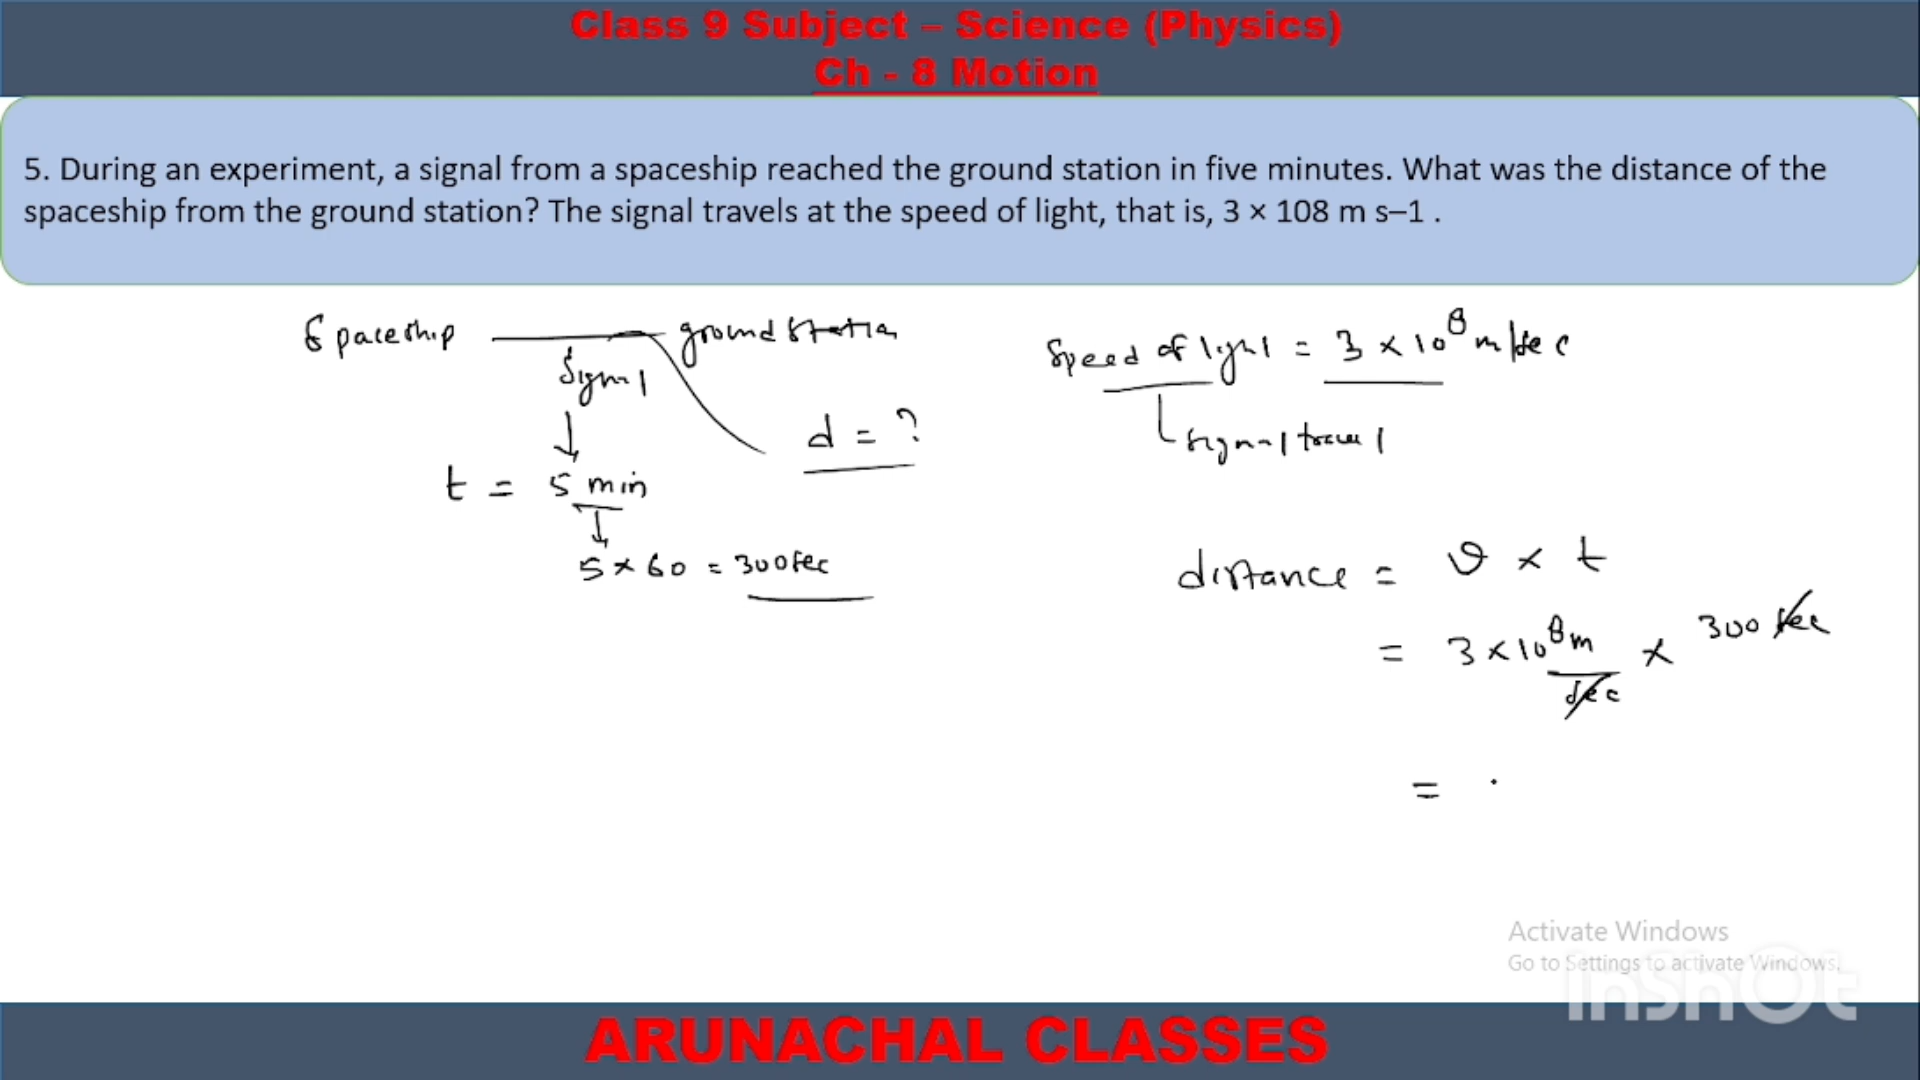 Class 9 Subject – Science (Physics)
Ch - 8 Motion
5. During an experiment, a signal from a spaceship reached the ground station in five minutes. What was the distance of the
spaceship from the ground station? The signal travels at the speed of light, that is, 3 × 108 m s–1 .
Spaceship ground station
Signal
d = ?
t = 5 min
5 × 60 = 300 sec
Speed of light = 3 × 10⁸ m/sec
signal travel
distance = v × t
= 3 × 10⁸ m/sec × 300 sec
= .
Activate Windows
Go to Settings to activate Windows.
InShOt
ARUNACHAL CLASSES